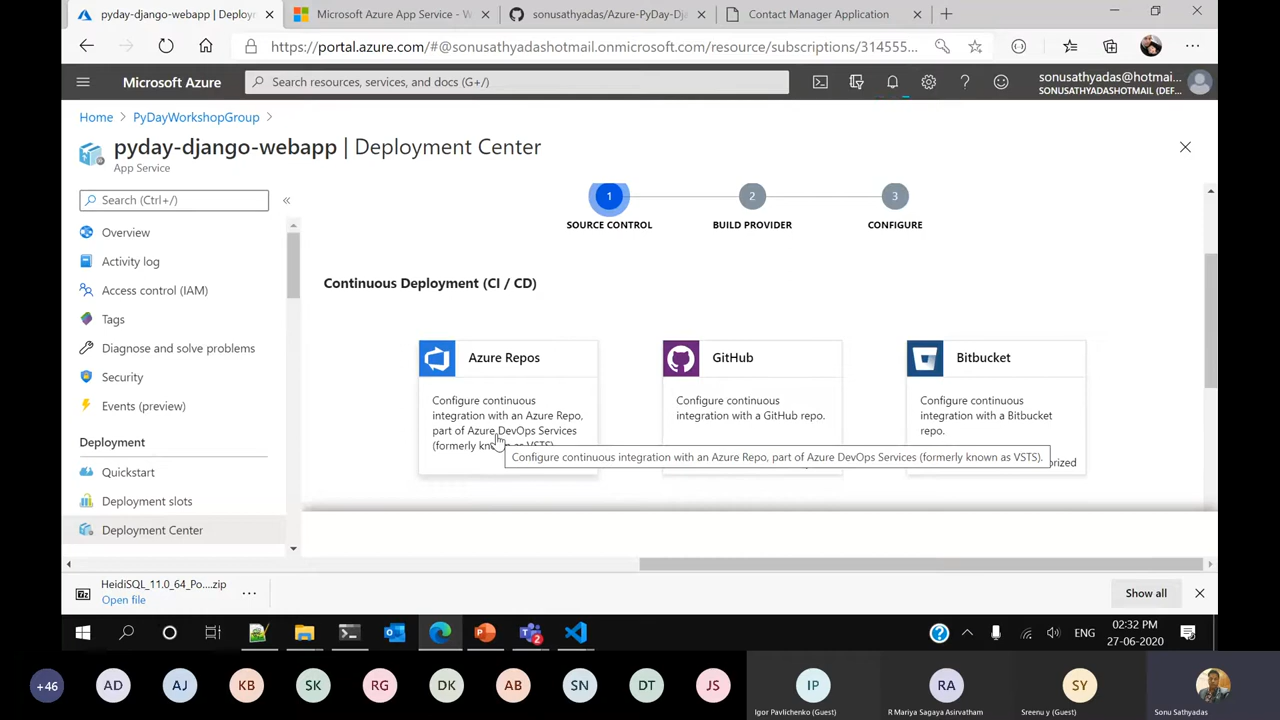 pyday-django-webapp | Deploym
Microsoft Azure App Service - W
sonusathyadas/Azure-PyDay-Dj
Contact Manager Application
https://portal.azure.com/#@sonusathyadashotmail.onmicrosoft.com/resource/subscriptions/314555...
Microsoft Azure
Search resources, services, and docs (G+/)
sonusathyadas@hotmai...
SONUSATHYADASHOTMAIL (DEF...
Home > PyDayWorkshopGroup >
pyday-django-webapp | Deployment Center
App Service
Search (Ctrl+/)
Overview
Activity log
Access control (IAM)
Tags
Diagnose and solve problems
Security
Events (preview)
Deployment
Quickstart
Deployment slots
Deployment Center
1
2
3
SOURCE CONTROL
BUILD PROVIDER
CONFIGURE
Continuous Deployment (CI / CD)
Azure Repos
Configure continuous
integration with an Azure Repo,
part of Azure DevOps Services
(formerly known as VSTS).
GitHub
Configure continuous
integration with a GitHub repo.
Bitbucket
Configure continuous
integration with a Bitbucket
repo.
orized
Configure continuous integration with an Azure Repo, part of Azure DevOps Services (formerly known as VSTS).
HeidiSQL_11.0_64_Po....zip
Open file
Show all
2
ENG
02:32 PM
27-06-2020
+46
AD
AJ
KB
SK
RG
DK
AB
SN
DT
JS
IP
Igor Pavlichenko (Guest)
RA
R Mariya Sagaya Asirvatham
SY
Sreenu y (Guest)
Sonu Sathyadas